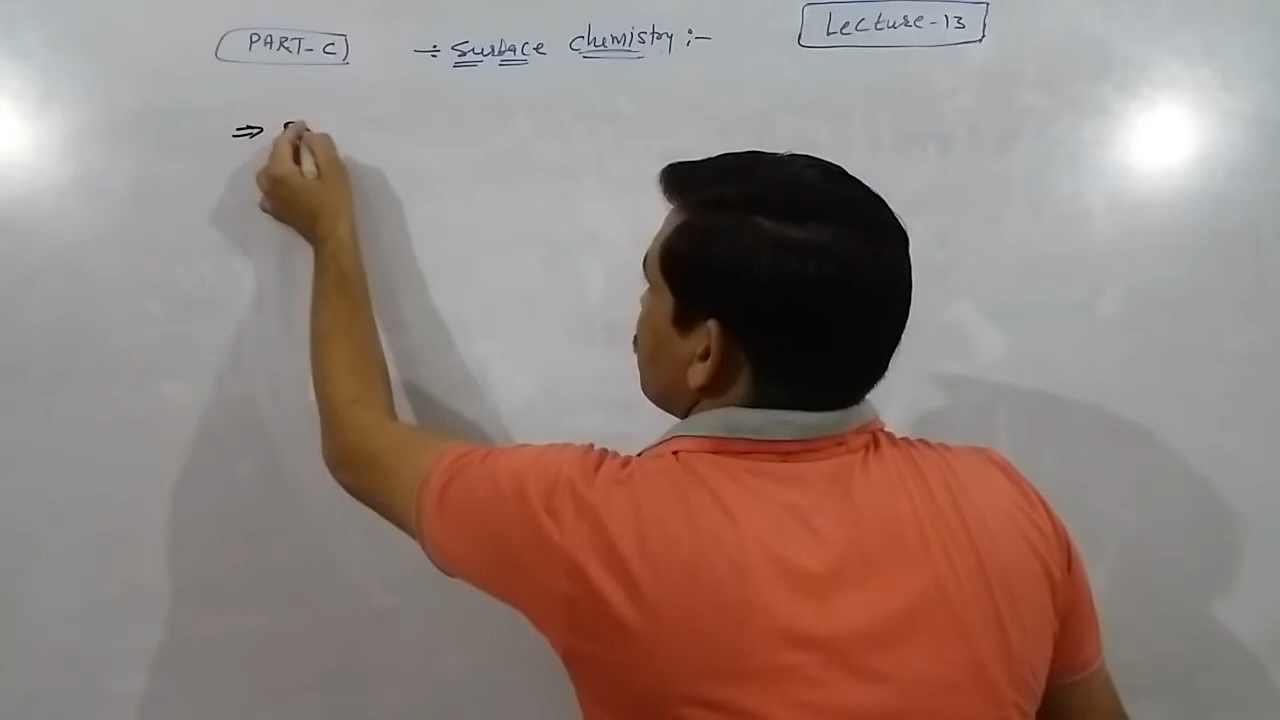 PART-C ÷ Surface chemistry :- Lecture-13
⇒